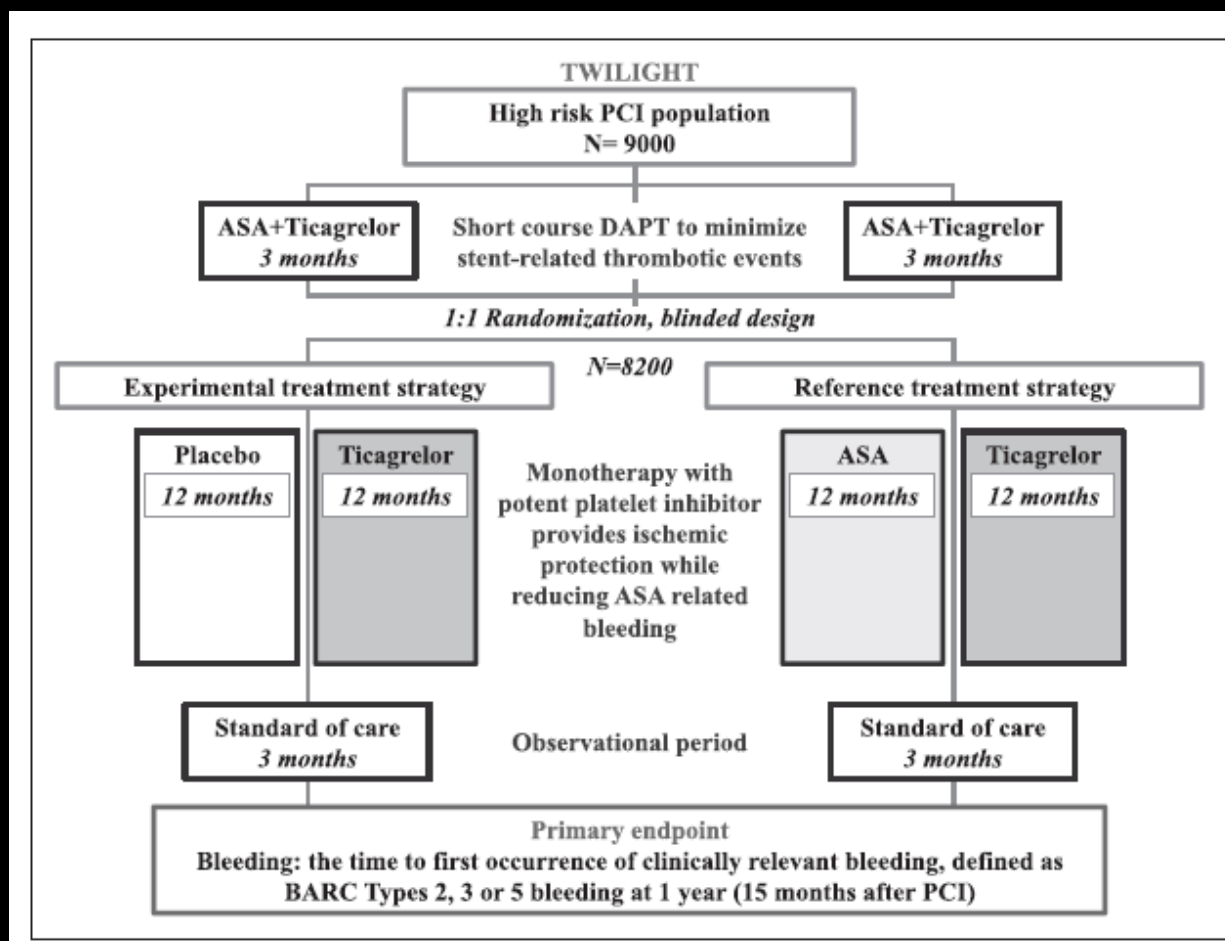 TWILIGHT
High risk PCI population
N= 9000
ASA+Ticagrelor
3 months
Short course DAPT to minimize
stent-related thrombotic events
ASA+Ticagrelor
3 months
1:1 Randomization, blinded design
N=8200
Experimental treatment strategy
Reference treatment strategy
Placebo
12 months
Ticagrelor
12 months
Monotherapy with
potent platelet inhibitor
provides ischemic
protection while
reducing ASA related
bleeding
ASA
12 months
Ticagrelor
12 months
Standard of care
3 months
Observational period
Standard of care
3 months
Primary endpoint
Bleeding: the time to first occurrence of clinically relevant bleeding, defined as
BARC Types 2, 3 or 5 bleeding at 1 year (15 months after PCI)